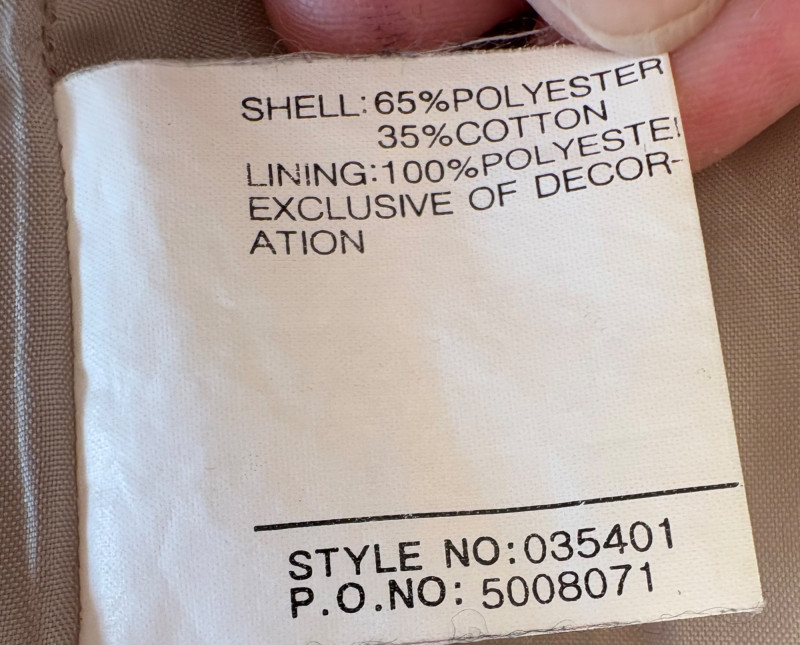 SHELL: 65%POLYESTER
35%COTTON
LINING:100%POLYESTE
EXCLUSIVE OF DECOR-
ATION
STYLE NO:035401
P.O.NO: 5008071